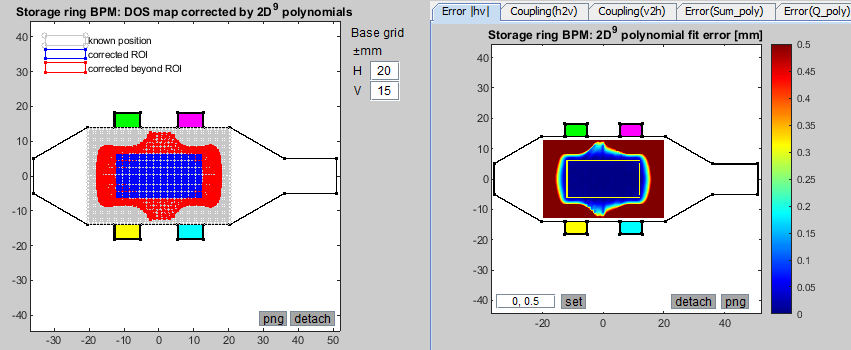 Storage ring BPM: DOS map corrected by 2D⁹ polynomials
known position
corrected ROI
corrected beyond ROI
40
30
20
10
0
-10
-20
-30
-40
-30
-20
-10
0
10
20
30
40
50
png
detach
Base grid
±mm
H 20
V 15
Error |hv|
Coupling(h2v)
Coupling(v2h)
Error(Sum_poly)
Error(Q_poly)
Storage ring BPM: 2D⁹ polynomial fit error [mm]
40
30
20
10
0
-10
-20
-30
-40
-20
0
20
40
0, 0.5
set
detach
png
0.5
0.45
0.4
0.35
0.3
0.25
0.2
0.15
0.1
0.05
0